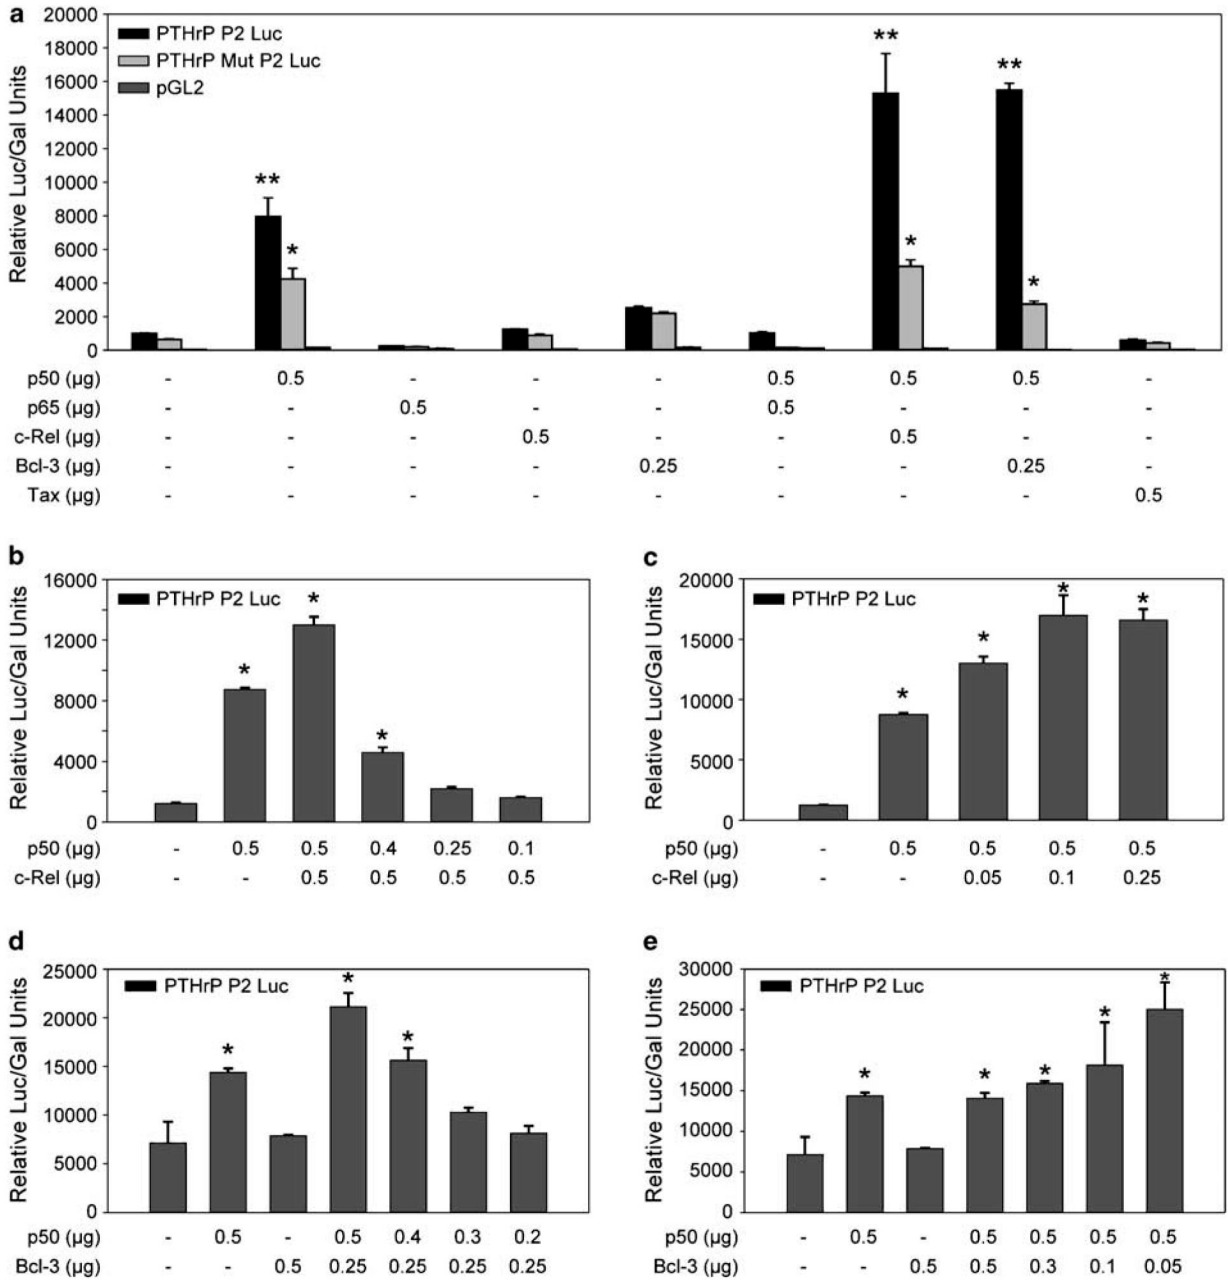 a
Relative Luc/Gal Units
20000
18000
16000
14000
12000
10000
8000
6000
4000
2000
0
PTHrP P2 Luc
PTHrP Mut P2 Luc
pGL2
** * ** * ** *
p50 (µg) - 0.5 - - - 0.5 0.5 0.5 -
p65 (µg) - - 0.5 - - 0.5 - - -
c-Rel (µg) - - - 0.5 - - 0.5 - -
Bcl-3 (µg) - - - - 0.25 - - 0.25 -
Tax (µg) - - - - - - - - 0.5
b
Relative Luc/Gal Units
16000
12000
8000
4000
0
PTHrP P2 Luc
* * *
p50 (µg) - 0.5 0.5 0.4 0.25 0.1
c-Rel (µg) - - 0.5 0.5 0.5 0.5
c
Relative Luc/Gal Units
20000
15000
10000
5000
0
PTHrP P2 Luc
* * * *
p50 (µg) - 0.5 0.5 0.5 0.5
c-Rel (µg) - - 0.05 0.1 0.25
d
Relative Luc/Gal Units
25000
20000
15000
10000
5000
0
PTHrP P2 Luc
* * *
p50 (µg) - 0.5 - 0.5 0.4 0.3 0.2
Bcl-3 (µg) - - 0.5 0.25 0.25 0.25 0.25
e
Relative Luc/Gal Units
30000
25000
20000
15000
10000
5000
0
PTHrP P2 Luc
* * * * *
p50 (µg) - 0.5 - 0.5 0.5 0.5 0.5
Bcl-3 (µg) - - 0.5 0.5 0.3 0.1 0.05